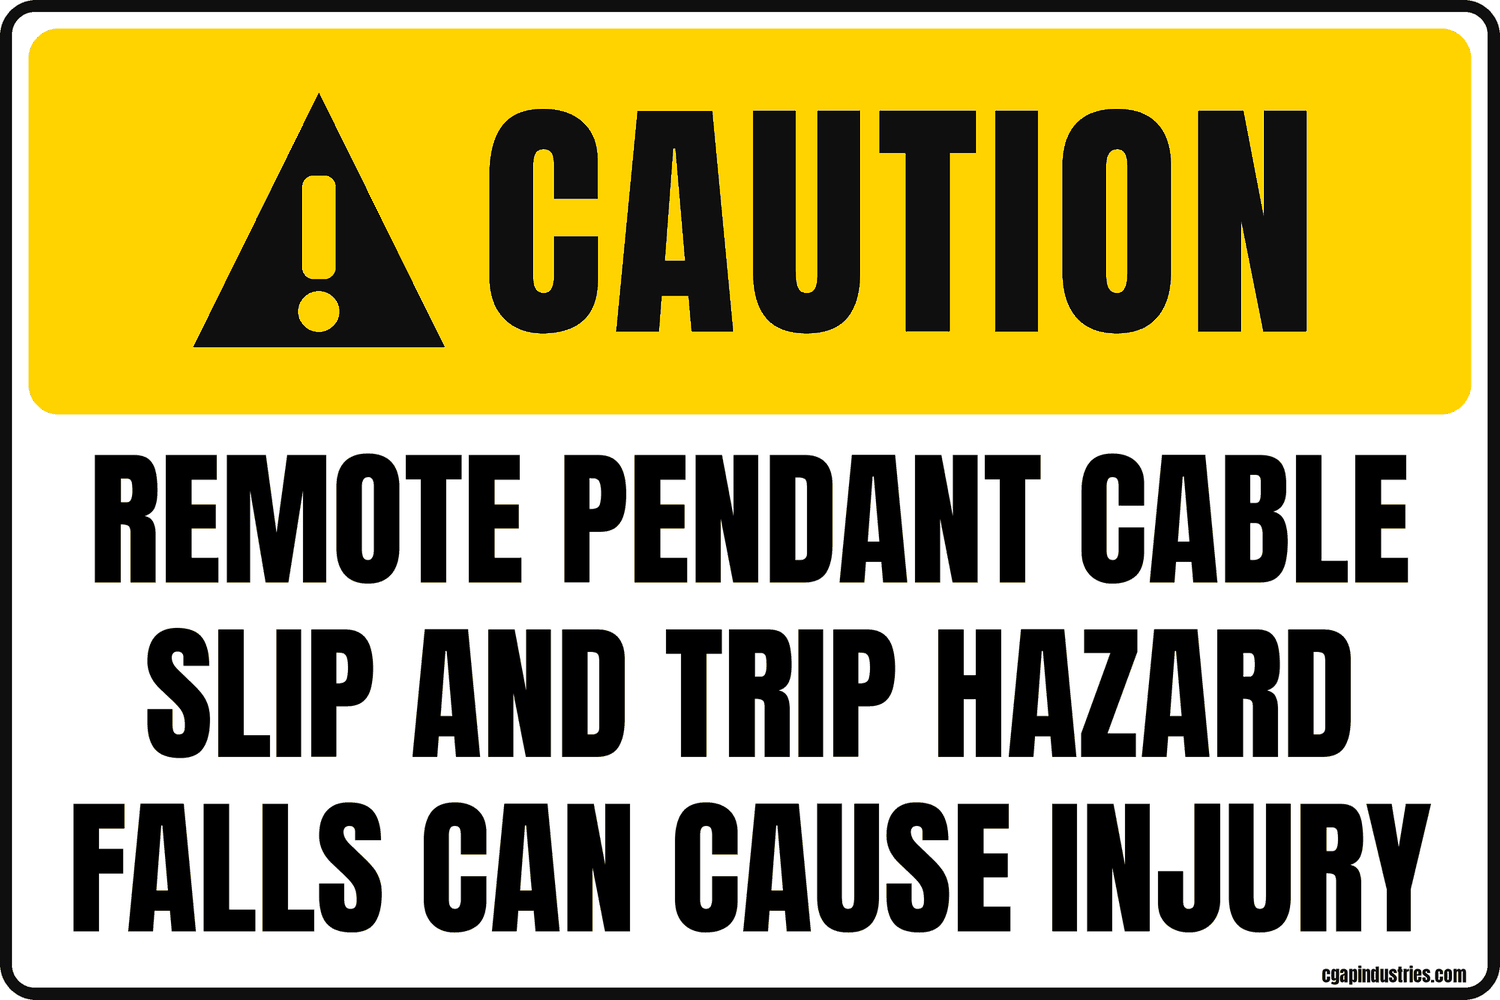 CAUTION
REMOTE PENDANT CABLE
SLIP AND TRIP HAZARD
FALLS CAN CAUSE INJURY
cgapindustries.com